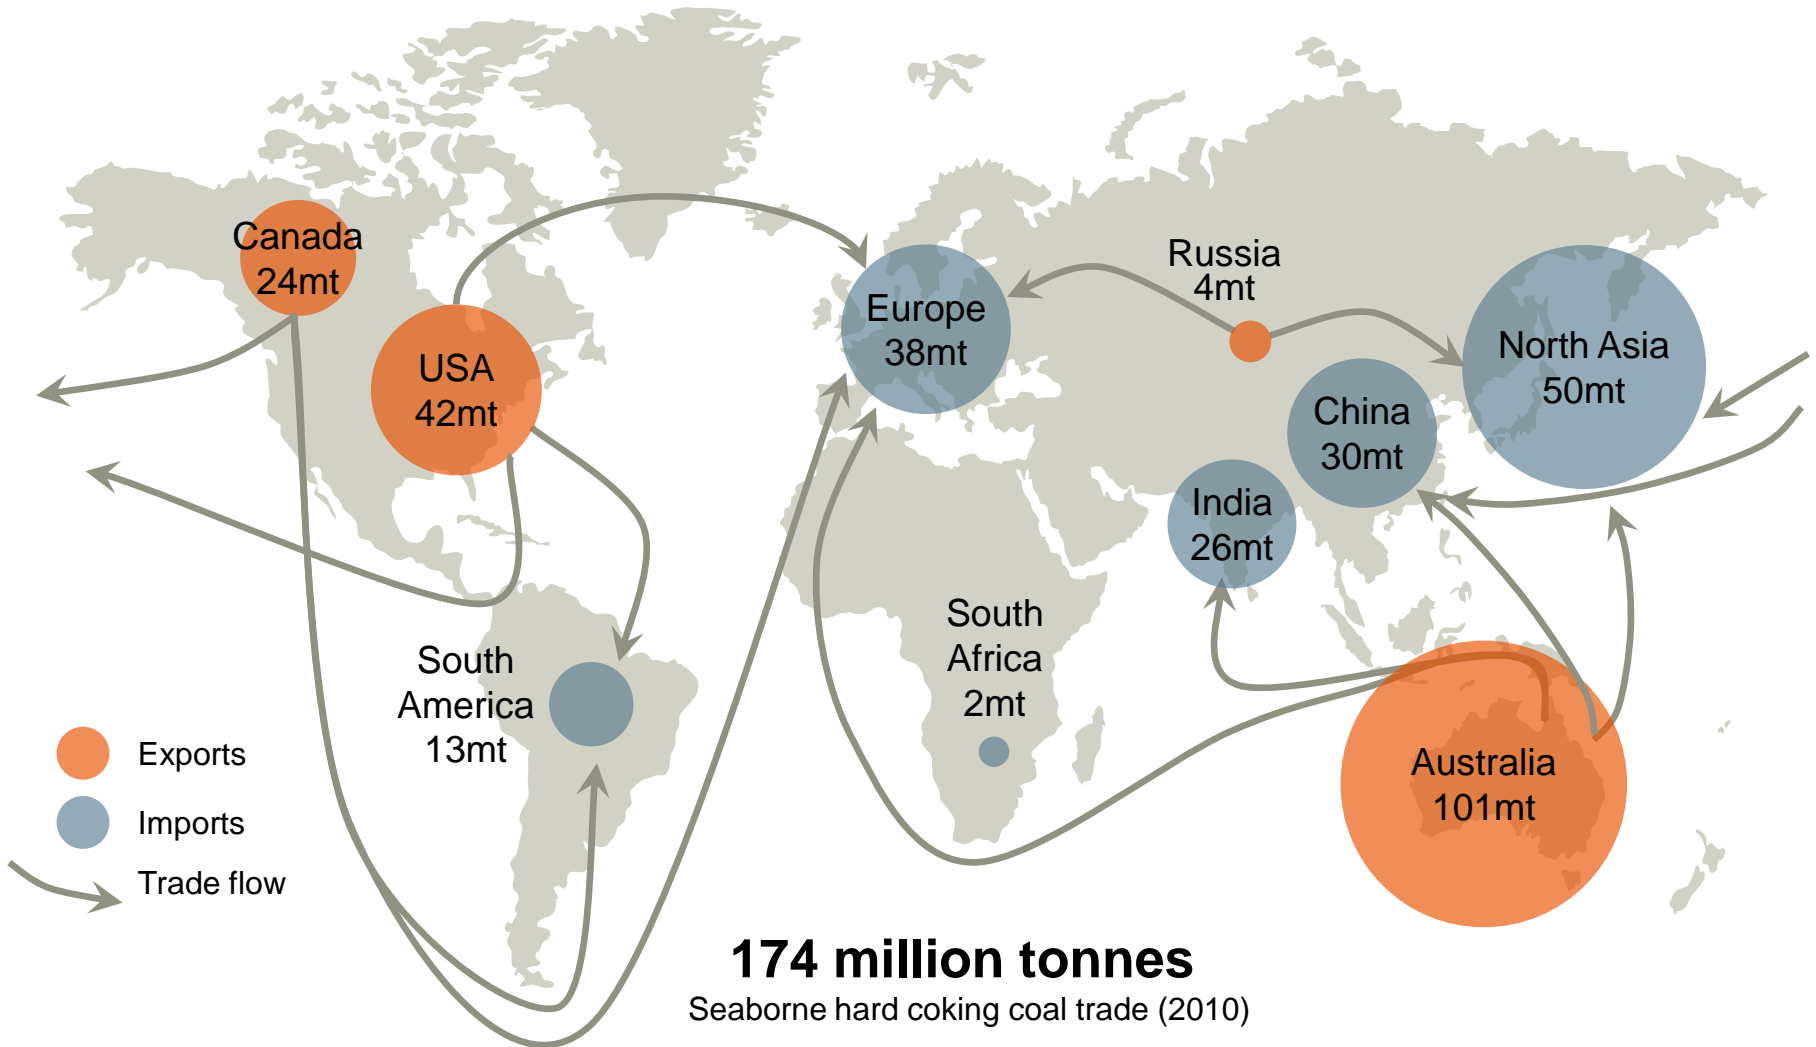 Canada
24mt
USA
42mt
Europe
38mt
Russia
4mt
North Asia
50mt
China
30mt
India
26mt
South
Africa
2mt
South
America
13mt
Australia
101mt
Exports
Imports
Trade flow
174 million tonnes
Seaborne hard coking coal trade (2010)